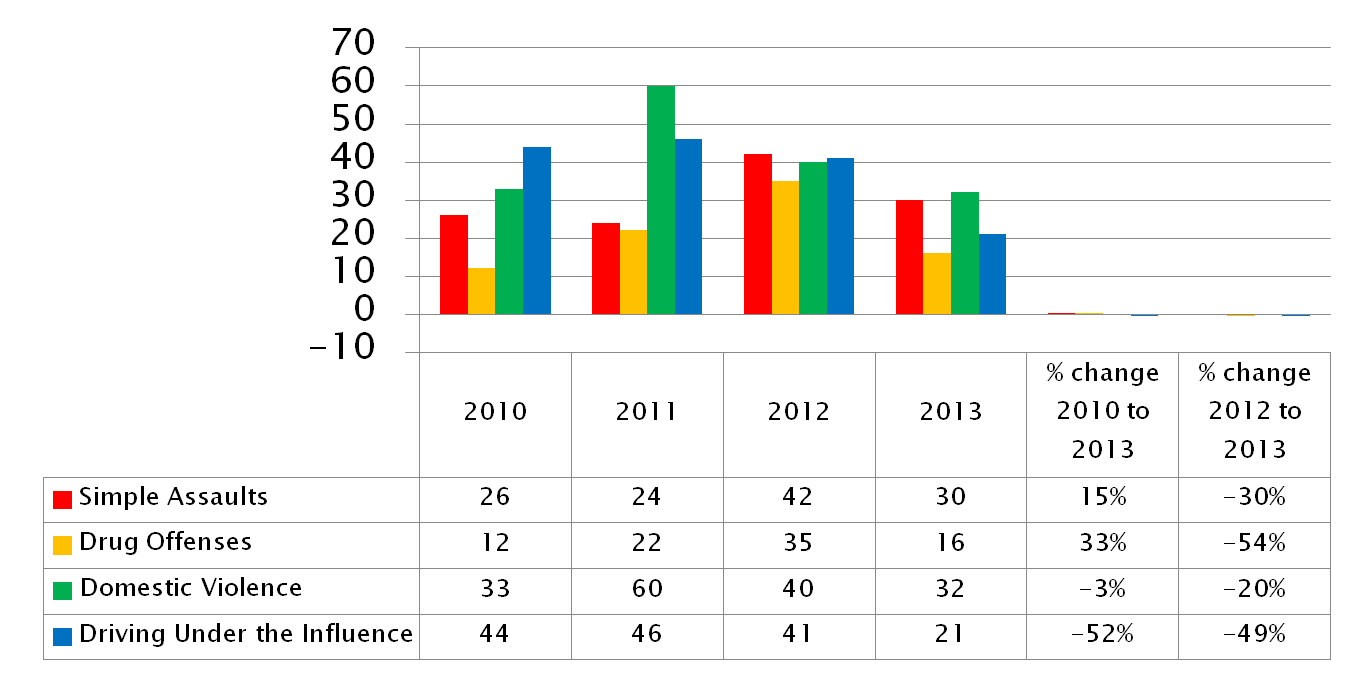 70
60
50
40
30
20
10
0
−10
2010 2011 2012 2013 % change 2010 to 2013 % change 2012 to 2013
Simple Assaults 26 24 42 30 15% −30%
Drug Offenses 12 22 35 16 33% −54%
Domestic Violence 33 60 40 32 −3% −20%
Driving Under the Influence 44 46 41 21 −52% −49%